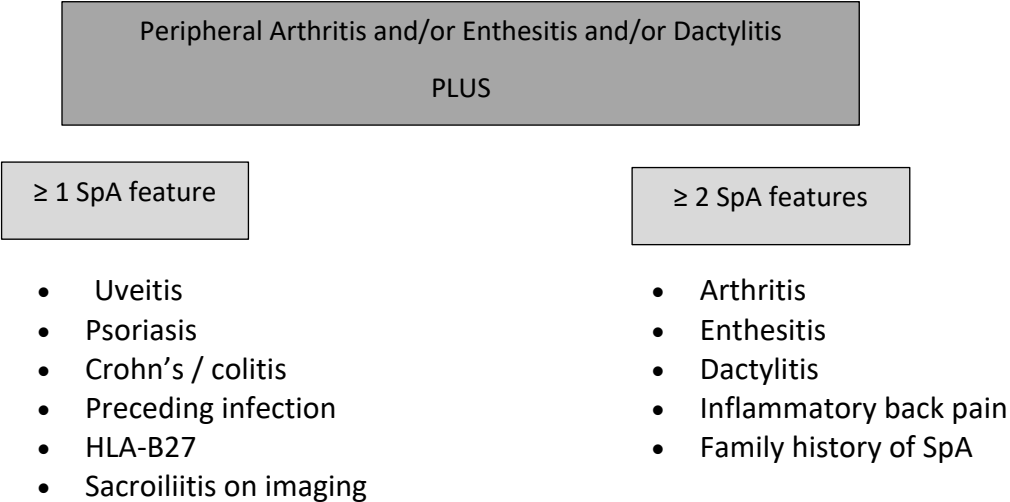 Peripheral Arthritis and/or Enthesitis and/or Dactylitis
PLUS
≥ 1 SpA feature
• Uveitis
• Psoriasis
• Crohn’s / colitis
• Preceding infection
• HLA-B27
• Sacroiliitis on imaging
≥ 2 SpA features
• Arthritis
• Enthesitis
• Dactylitis
• Inflammatory back pain
• Family history of SpA